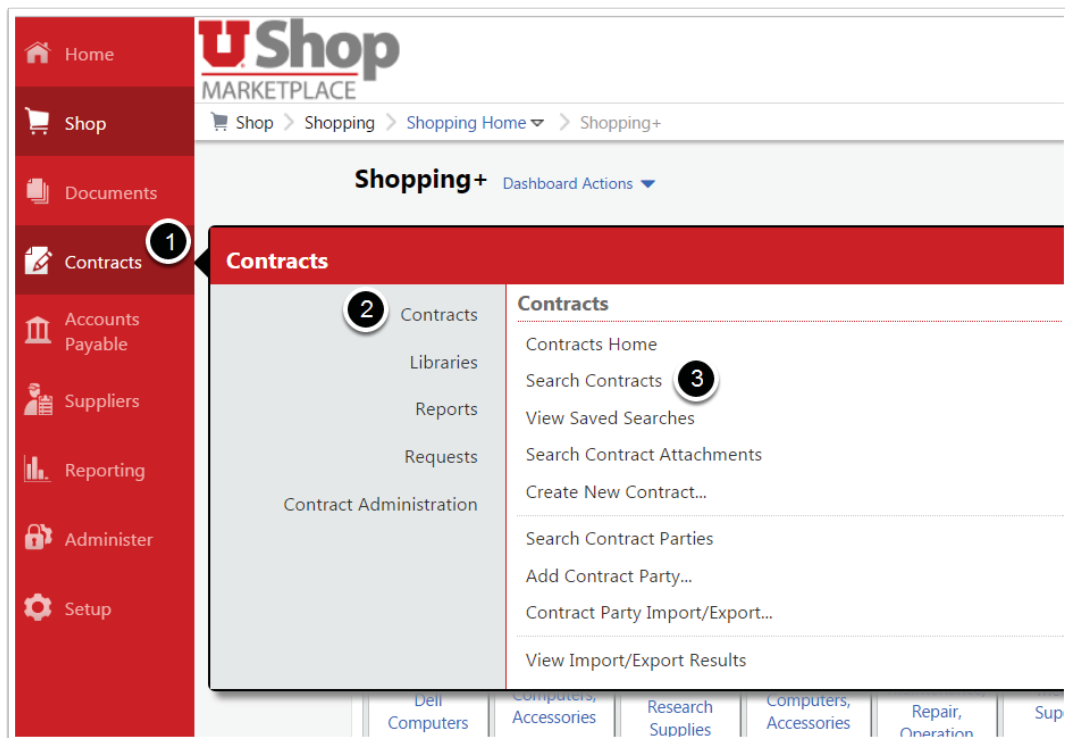 Home
Shop
Documents
Contracts
Accounts
Payable
Suppliers
Reporting
Administer
Setup
U Shop
MARKETPLACE
Shop > Shopping > Shopping Home > Shopping+
Shopping+ Dashboard Actions
1
Contracts
2 Contracts
Libraries
Reports
Requests
Contract Administration
Contracts
Contracts Home
Search Contracts 3
View Saved Searches
Search Contract Attachments
Create New Contract...
Search Contract Parties
Add Contract Party...
Contract Party Import/Export...
View Import/Export Results
Dell
Computers
Computers,
Accessories
Research
Supplies
Computers,
Accessories
Repair,
Operation
Sup